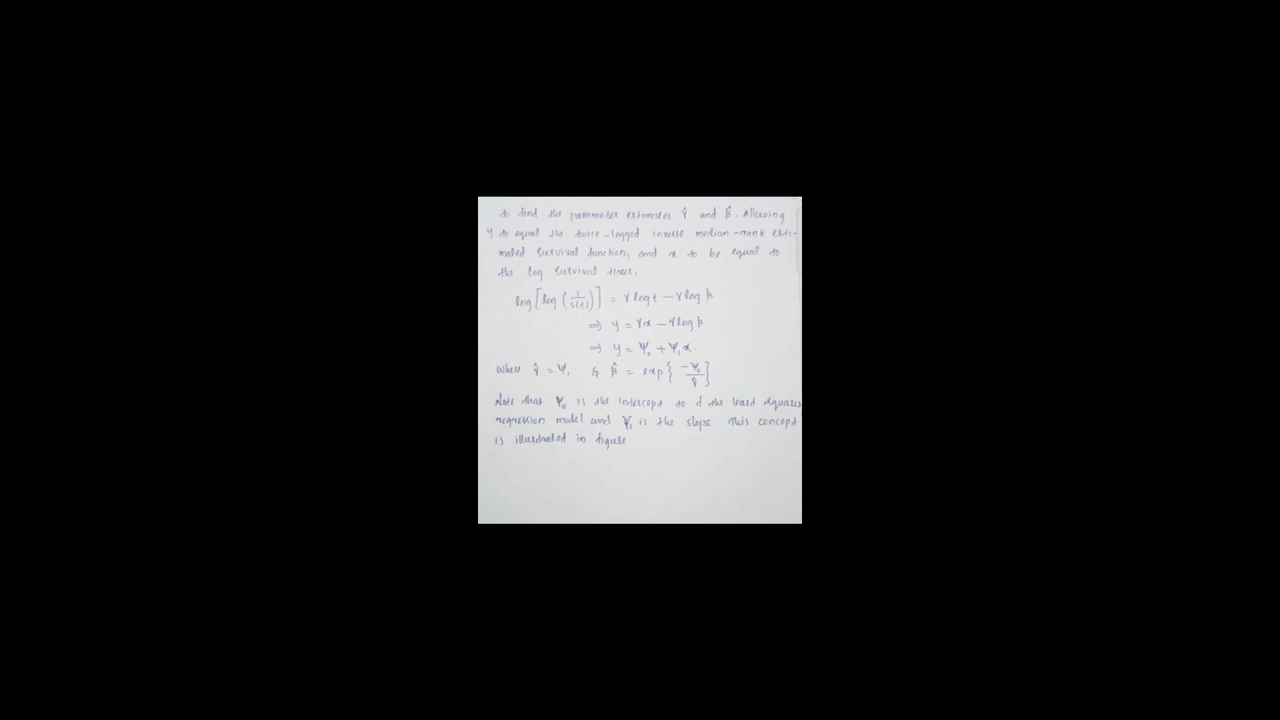 to find the parameter estimates γ̂ and β̂. Allowing
y to equal the twice-logged inverse median-rank esti-
mated survival function, and x to be equal to
the log survival times.
log[log(1/S(t))] = γ log t − γ log β
⇒ y = γx − γ log β
⇒ y = Ψ₀ + Ψ₁x.
where γ̂ = Ψ₁ & β̂ = exp{−Ψ₀/γ̂}
Note that Ψ₀ is the intercept to of the least squares
regression model and Ψ₁ is the slope. This concept
is illustrated in figure